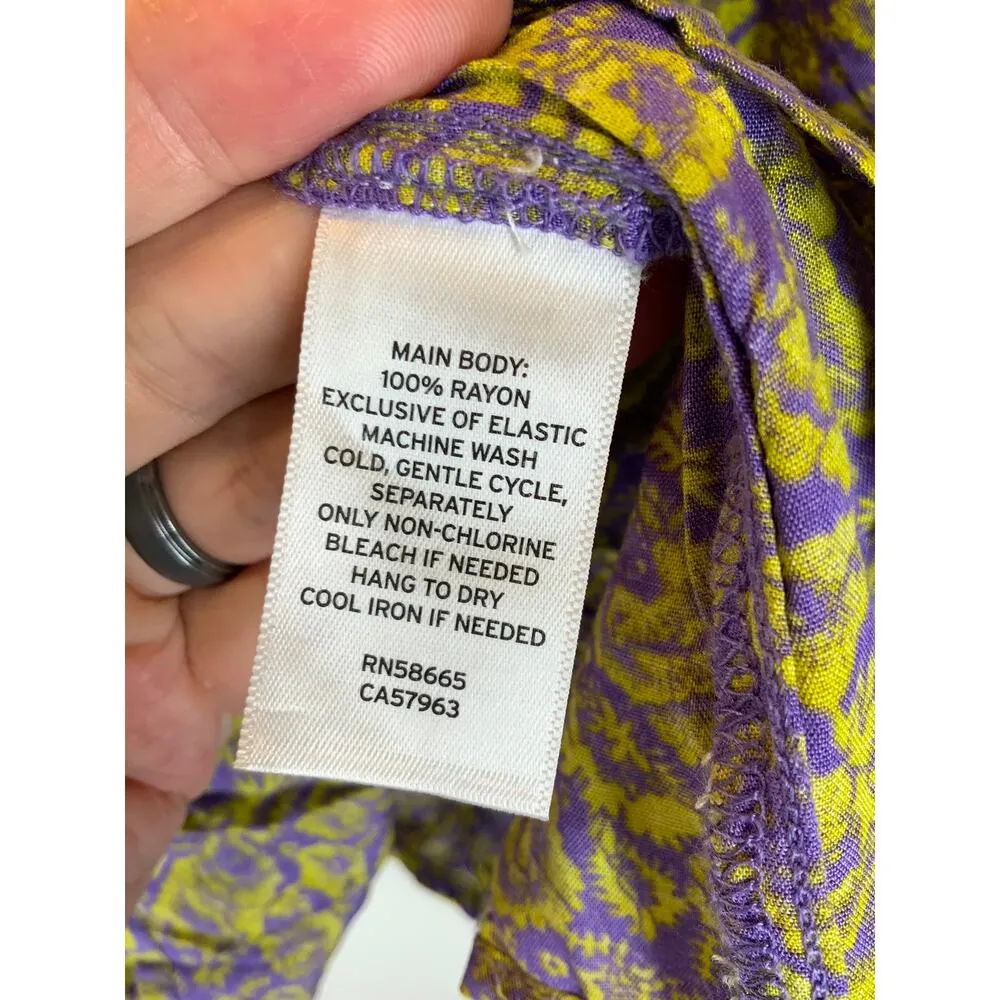 MAIN BODY:
100% RAYON
EXCLUSIVE OF ELASTIC
MACHINE WASH
COLD, GENTLE CYCLE,
SEPARATELY
ONLY NON-CHLORINE
BLEACH IF NEEDED
HANG TO DRY
COOL IRON IF NEEDED
RN58665
CA57963